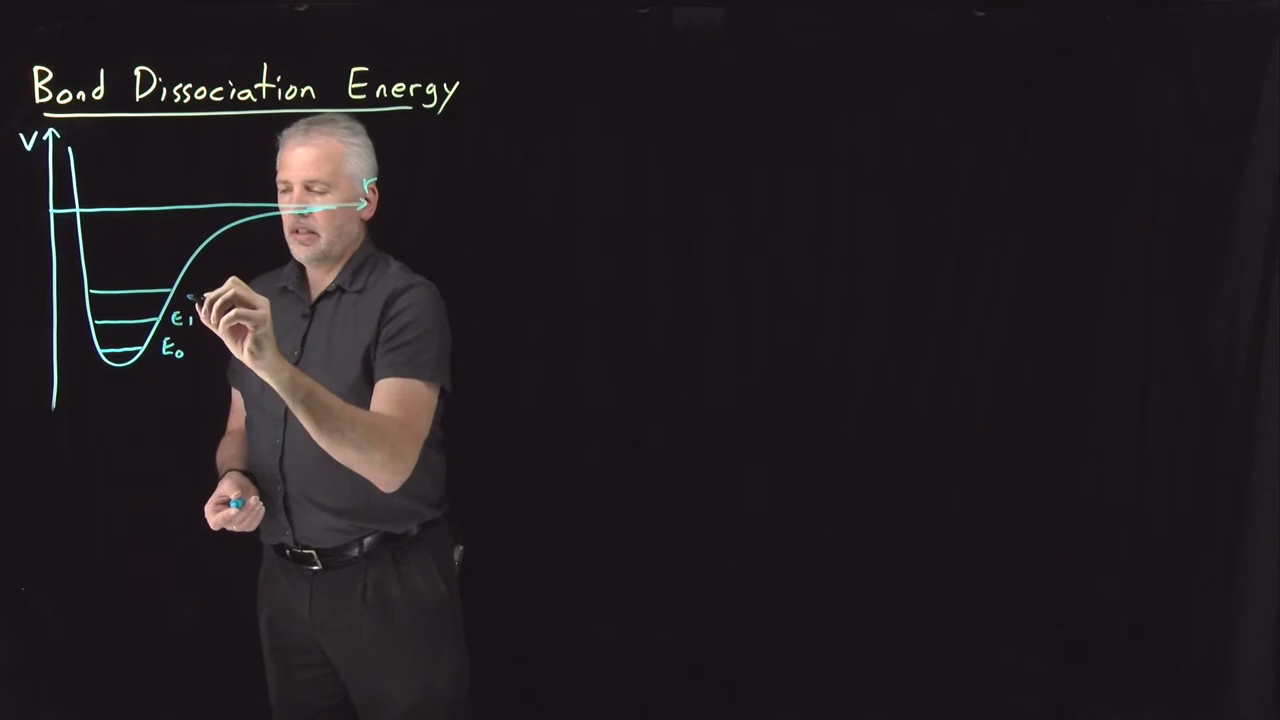 Bond Dissociation Energy
V
r
E₁
E₀